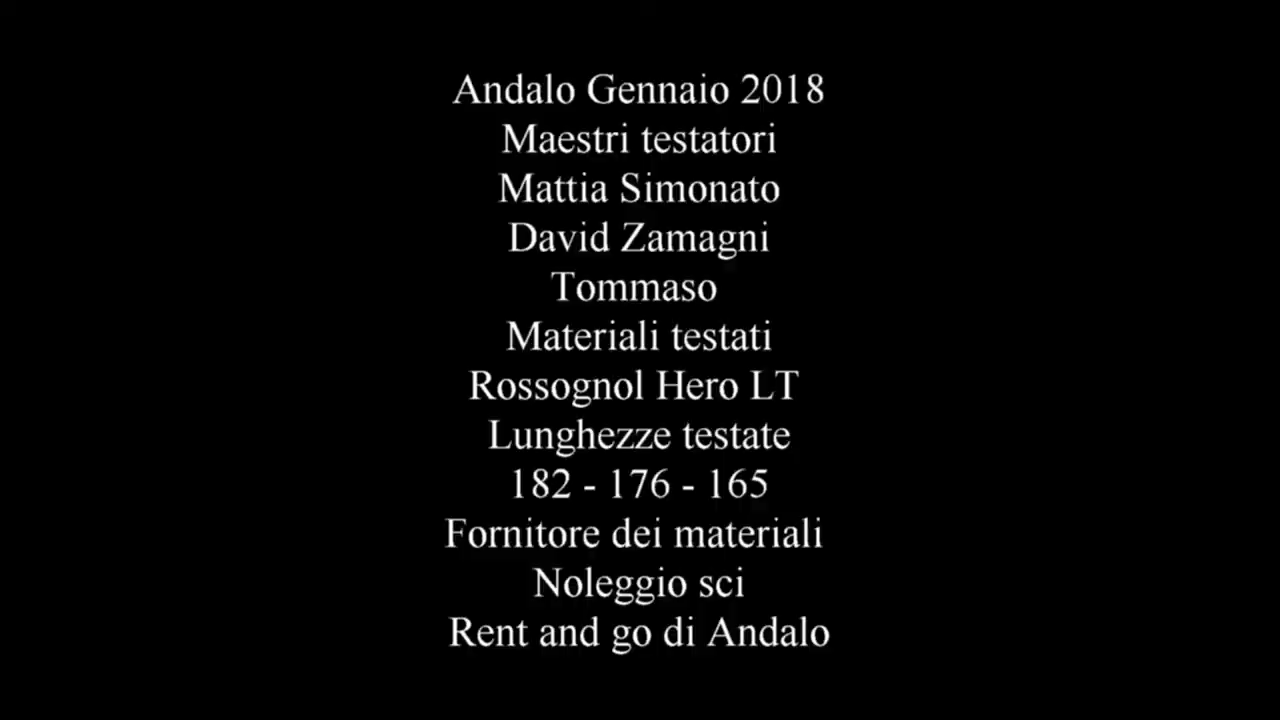 Andalo Gennaio 2018
Maestri testatori
Mattia Simonato
David Zamagni
Tommaso
Materiali testati
Rossognol Hero LT
Lunghezze testate
182 - 176 - 165
Fornitore dei materiali
Noleggio sci
Rent and go di Andalo